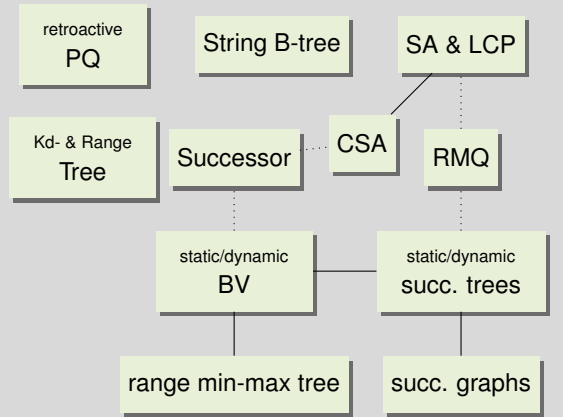 retroactive
PQ
String B-tree
SA & LCP
Kd- & Range
Tree
Successor
CSA
RMQ
static/dynamic
BV
static/dynamic
succ. trees
range min-max tree
succ. graphs